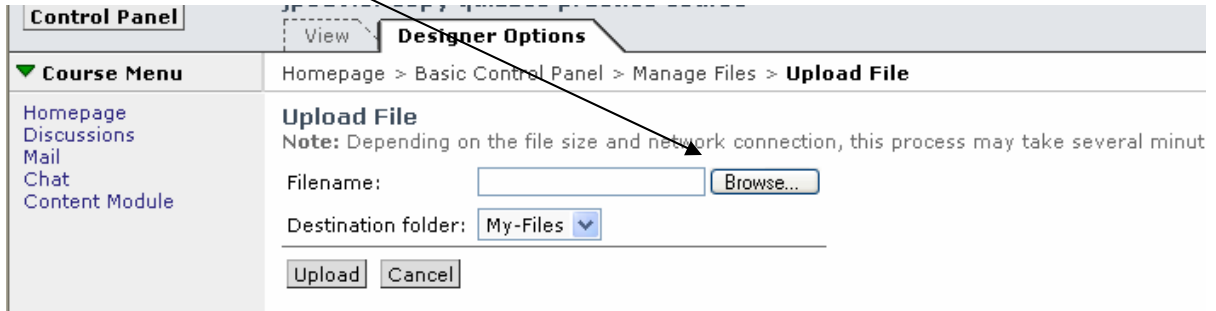 Control Panel
View Designer Options
Course Menu
Homepage > Basic Control Panel > Manage Files > Upload File
Homepage
Discussions
Mail
Chat
Content Module
Upload File
Note: Depending on the file size and network connection, this process may take several minut
Filename: Browse...
Destination folder: My-Files
Upload Cancel